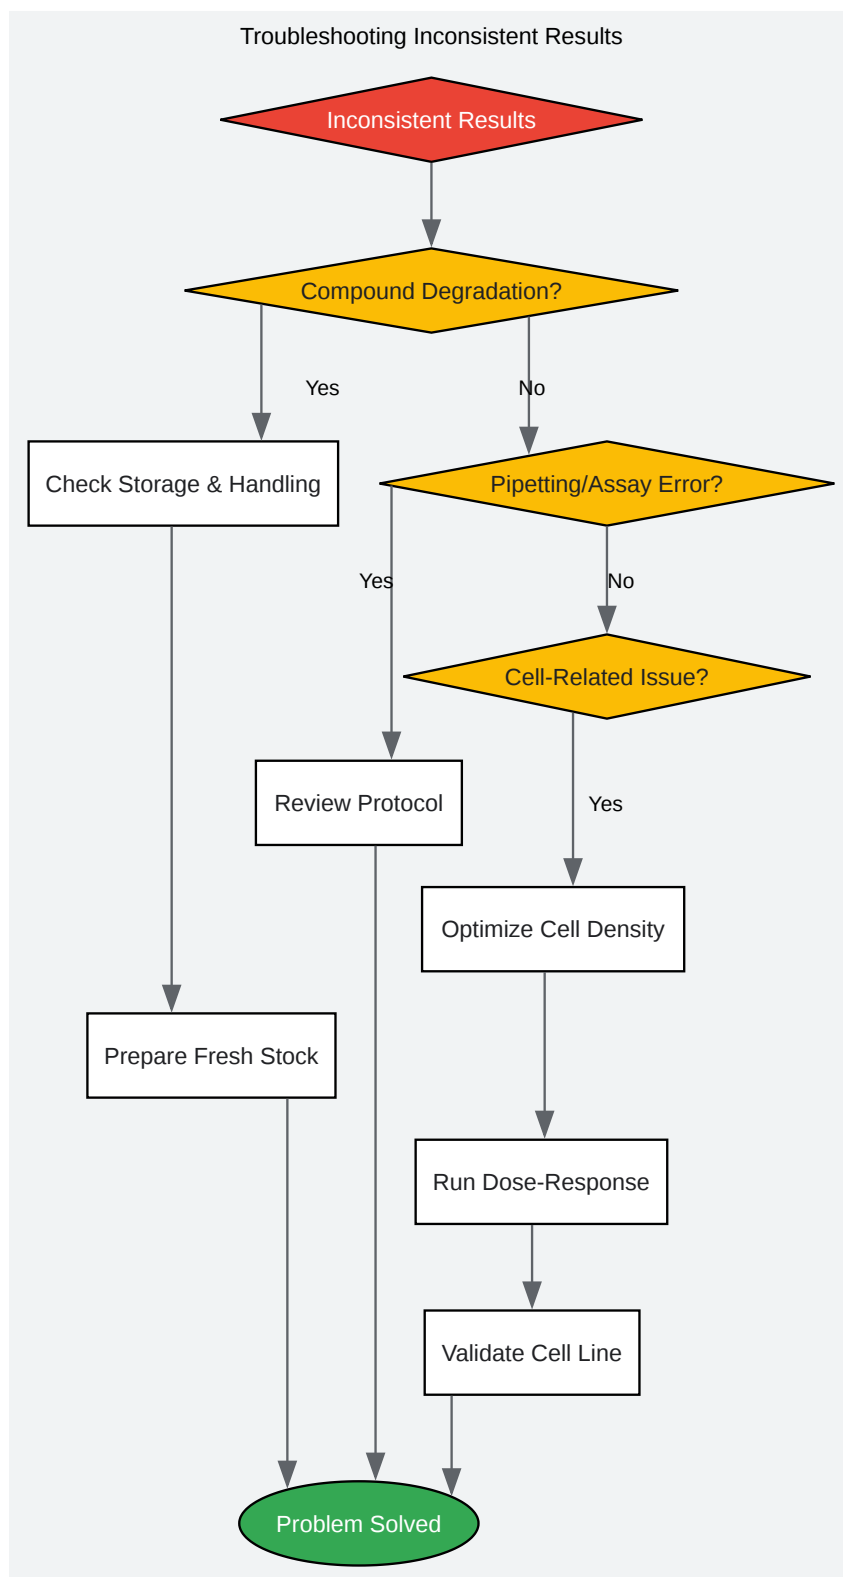 Troubleshooting Inconsistent Results
Inconsistent Results
Compound Degradation?
Yes
No
Check Storage & Handling
Pipetting/Assay Error?
Yes
No
Cell-Related Issue?
Review Protocol
Yes
Optimize Cell Density
Prepare Fresh Stock
Run Dose-Response
Validate Cell Line
Problem Solved